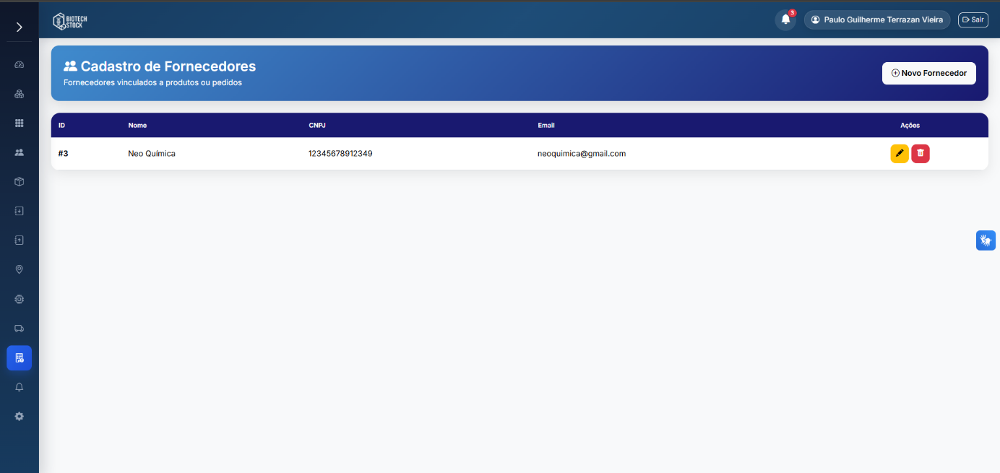 BIOTECH
STOCK
3
Paulo Guilherme Terrazan Vieira
Sair
Cadastro de Fornecedores
Fornecedores vinculados a produtos ou pedidos
Novo Fornecedor
ID Nome CNPJ Email Ações
#3 Neo Química 12345678912349 neoquimica@gmail.com